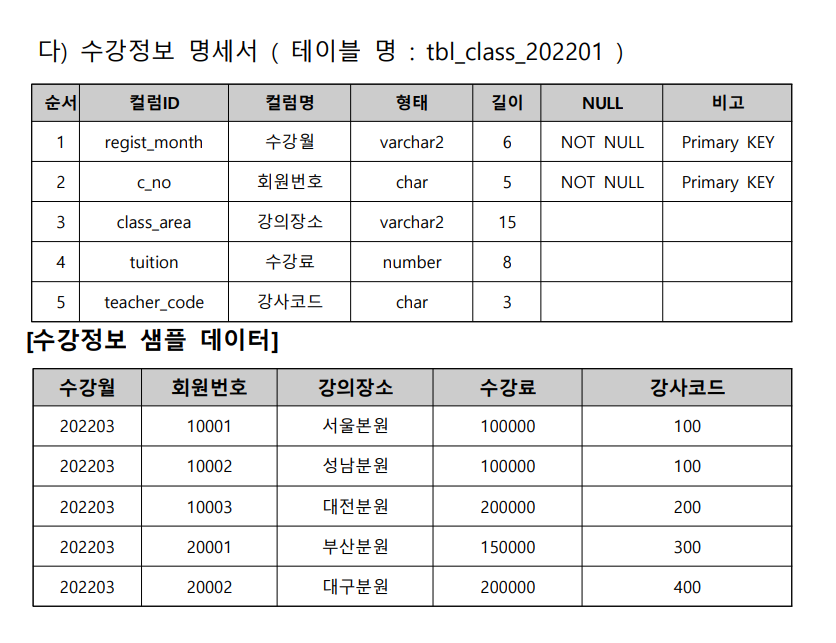 다) 수강정보 명세서 ( 테이블 명 : tbl_class_202201 )
순서 컬럼ID 컬럼명 형태 길이 NULL 비고
1 regist_month 수강월 varchar2 6 NOT NULL Primary KEY
2 c_no 회원번호 char 5 NOT NULL Primary KEY
3 class_area 강의장소 varchar2 15
4 tuition 수강료 number 8
5 teacher_code 강사코드 char 3
[수강정보 샘플 데이터]
수강월 회원번호 강의장소 수강료 강사코드
202203 10001 서울본원 100000 100
202203 10002 성남분원 100000 100
202203 10003 대전분원 200000 200
202203 20001 부산분원 150000 300
202203 20002 대구분원 200000 400